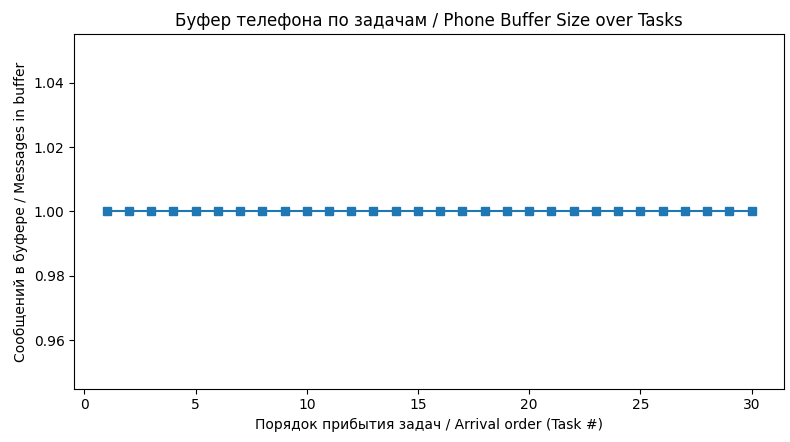 Буфер телефона по задачам / Phone Buffer Size over Tasks
Сообщений в буфере / Messages in buffer
1.04
1.02
1.00
0.98
0.96
0 5 10 15 20 25 30
Порядок прибытия задач / Arrival order (Task #)